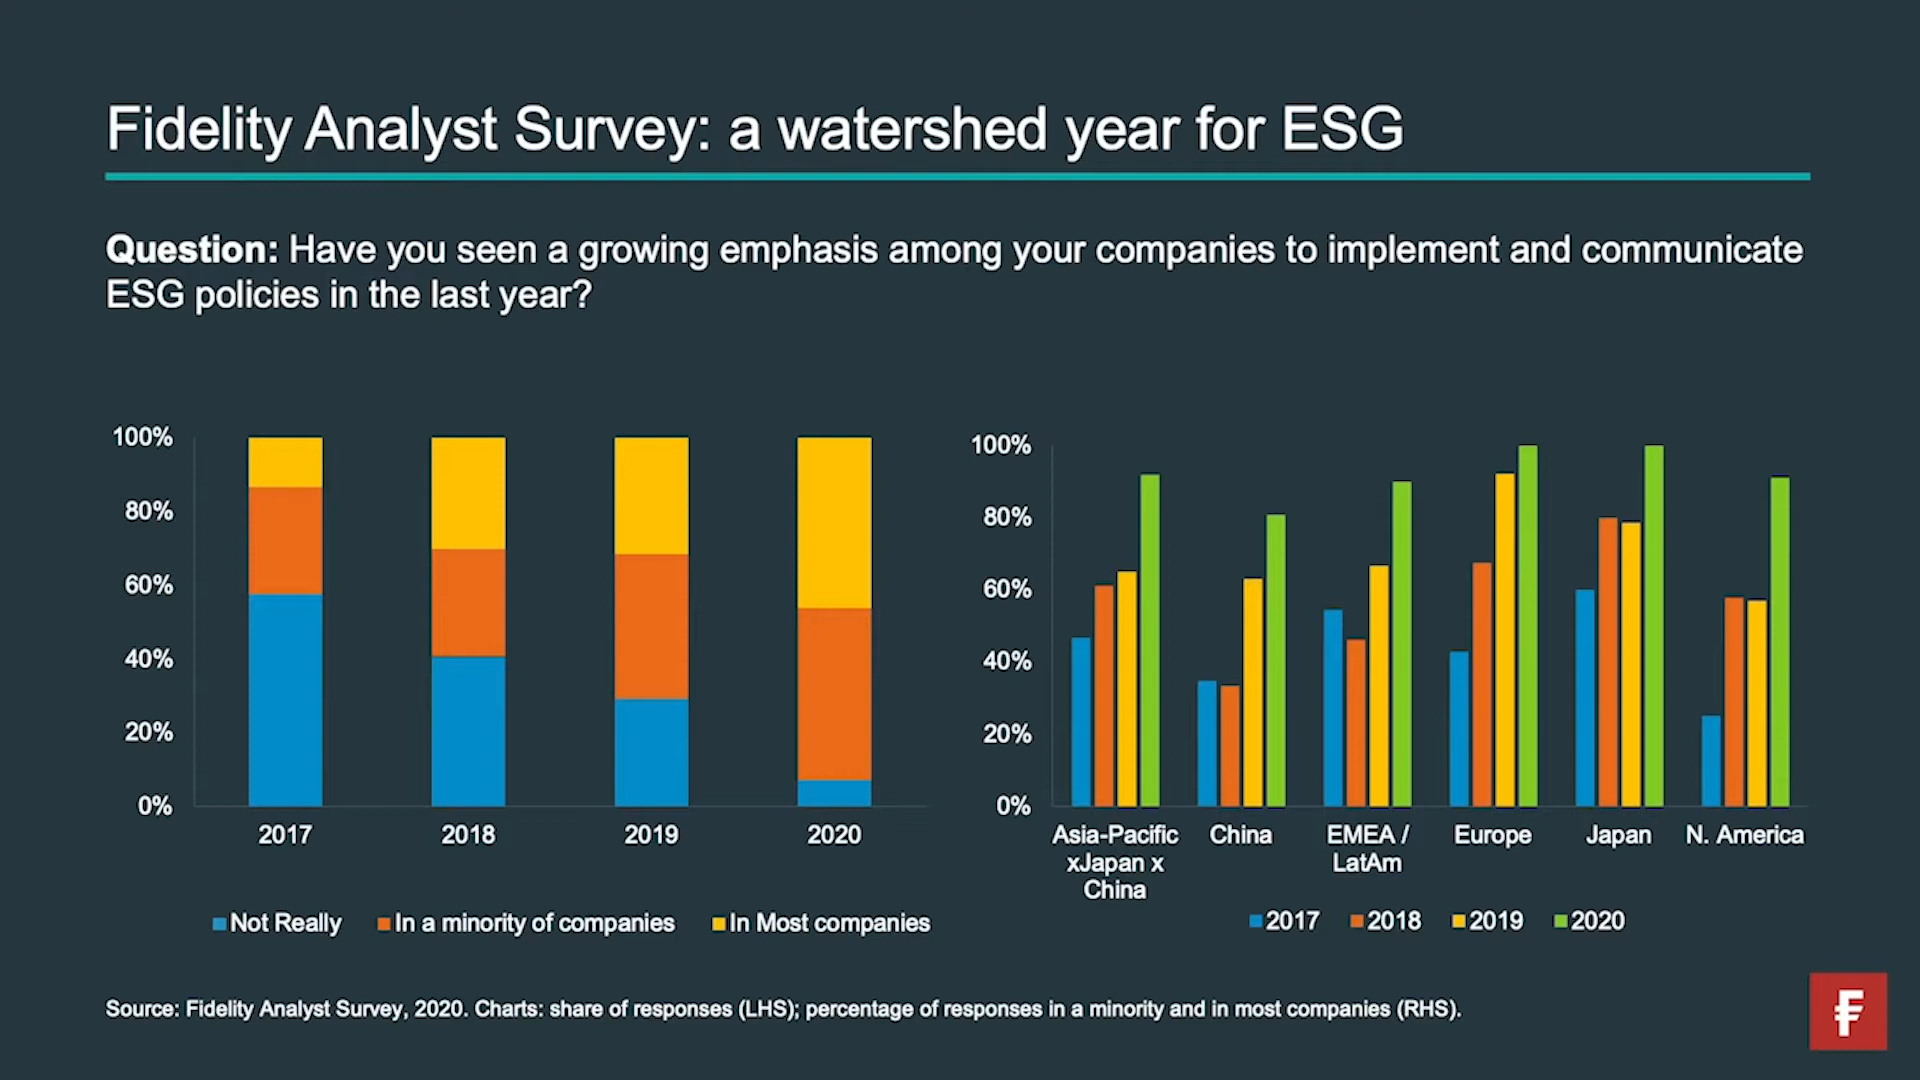 Fidelity Analyst Survey: a watershed year for ESG
Question: Have you seen a growing emphasis among your companies to implement and communicate
ESG policies in the last year?
100%
80%
60%
40%
20%
0%
2017
2018
2019
2020
Not Really
In a minority of companies
In Most companies
100%
80%
60%
40%
20%
0%
Asia-Pacific
xJapan x
China
China
EMEA /
LatAm
Europe
Japan
N. America
2017
2018
2019
2020
Source: Fidelity Analyst Survey, 2020. Charts: share of responses (LHS); percentage of responses in a minority and in most companies (RHS).